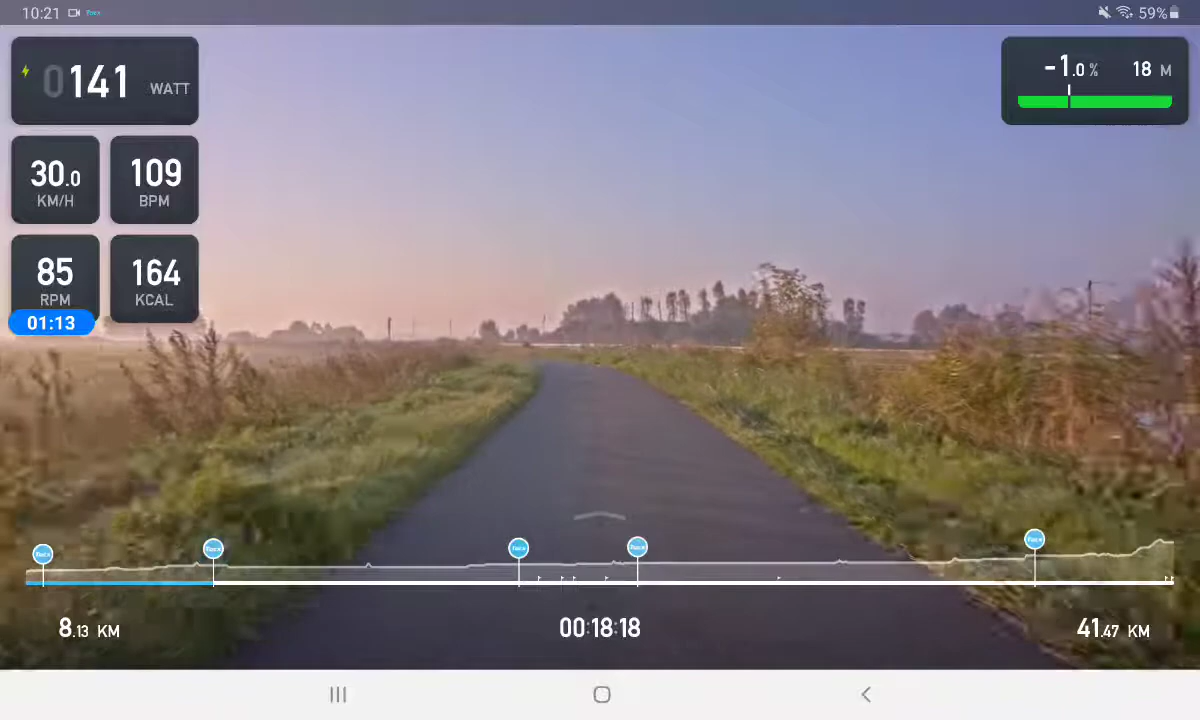 10:21
59%
0141 WATT
-1.0 % 18 M
30.0 KM/H
109 BPM
85 RPM
164 KCAL
01:13
8.13 KM
00:18:18
41.47 KM